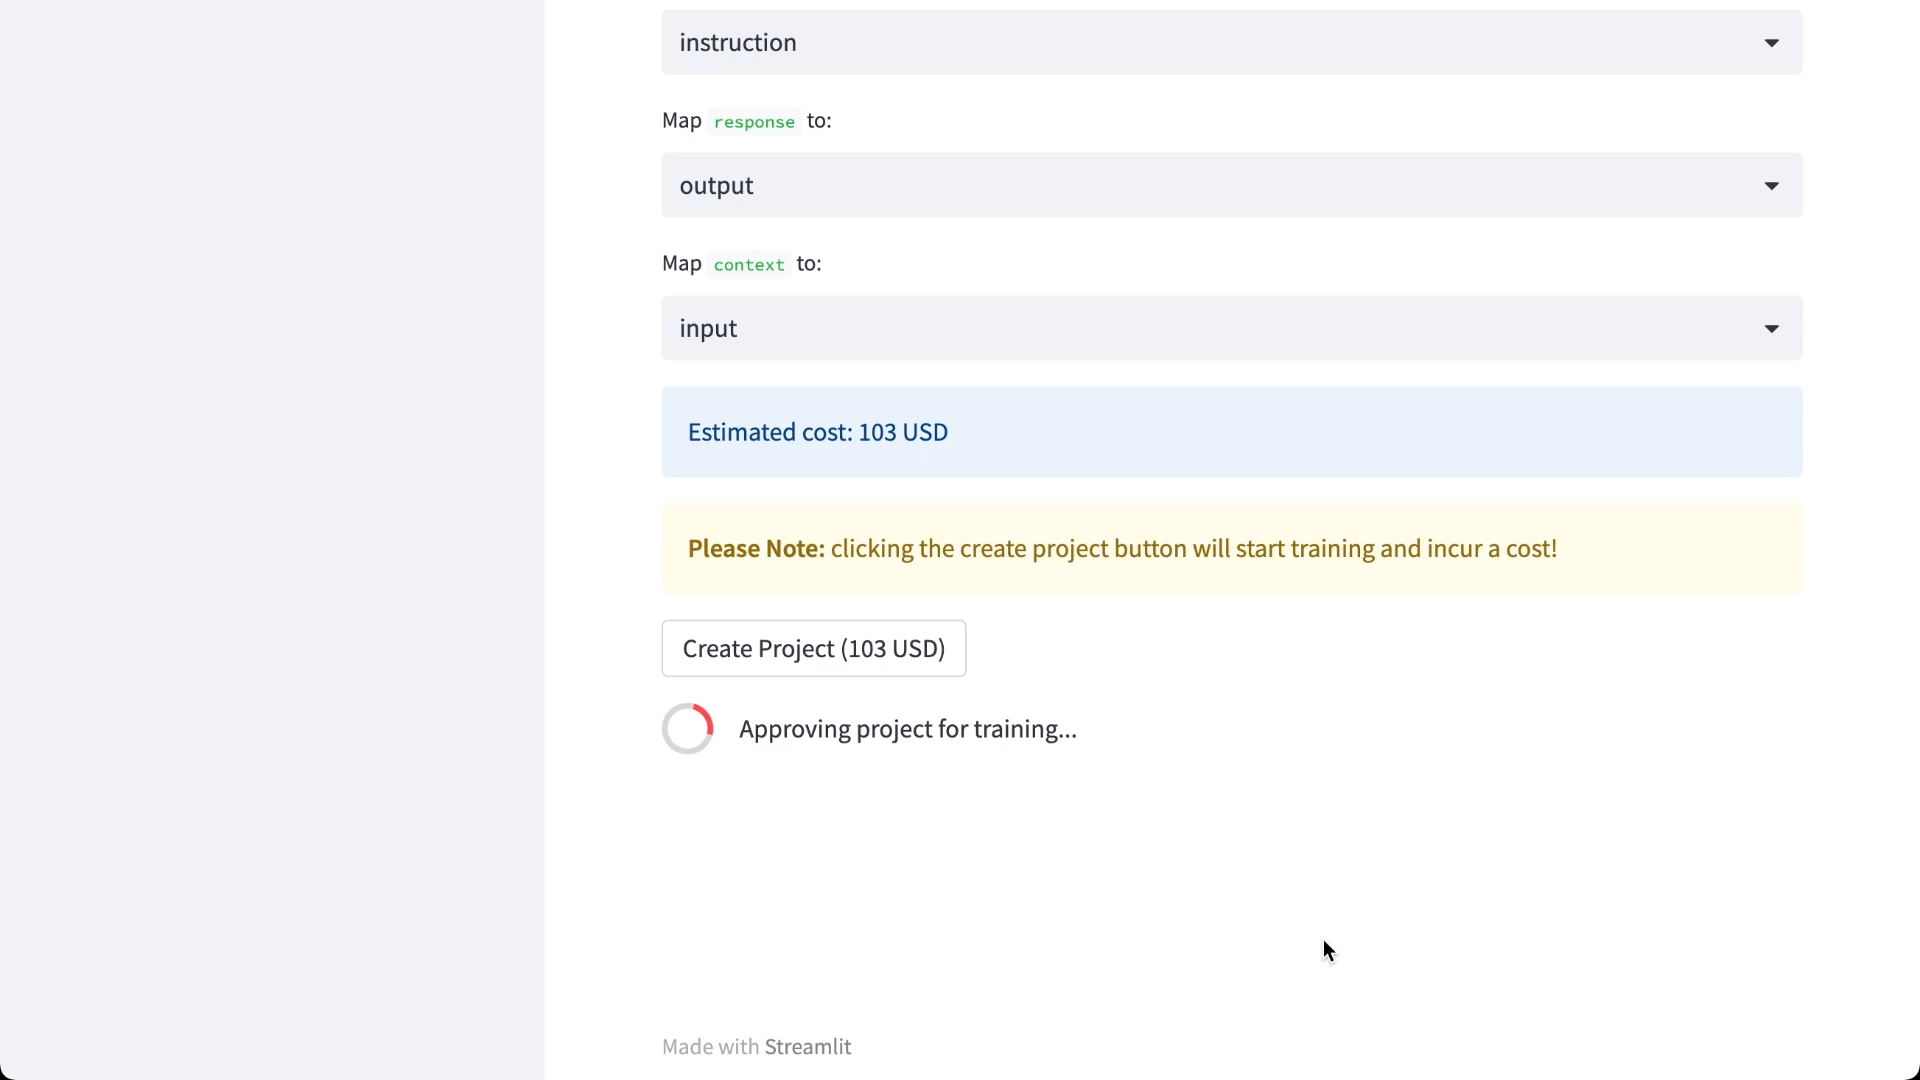 instruction
Map response to:
output
Map context to:
input
Estimated cost: 103 USD
Please Note: clicking the create project button will start training and incur a cost!
Create Project (103 USD)
Approving project for training...
Made with Streamlit